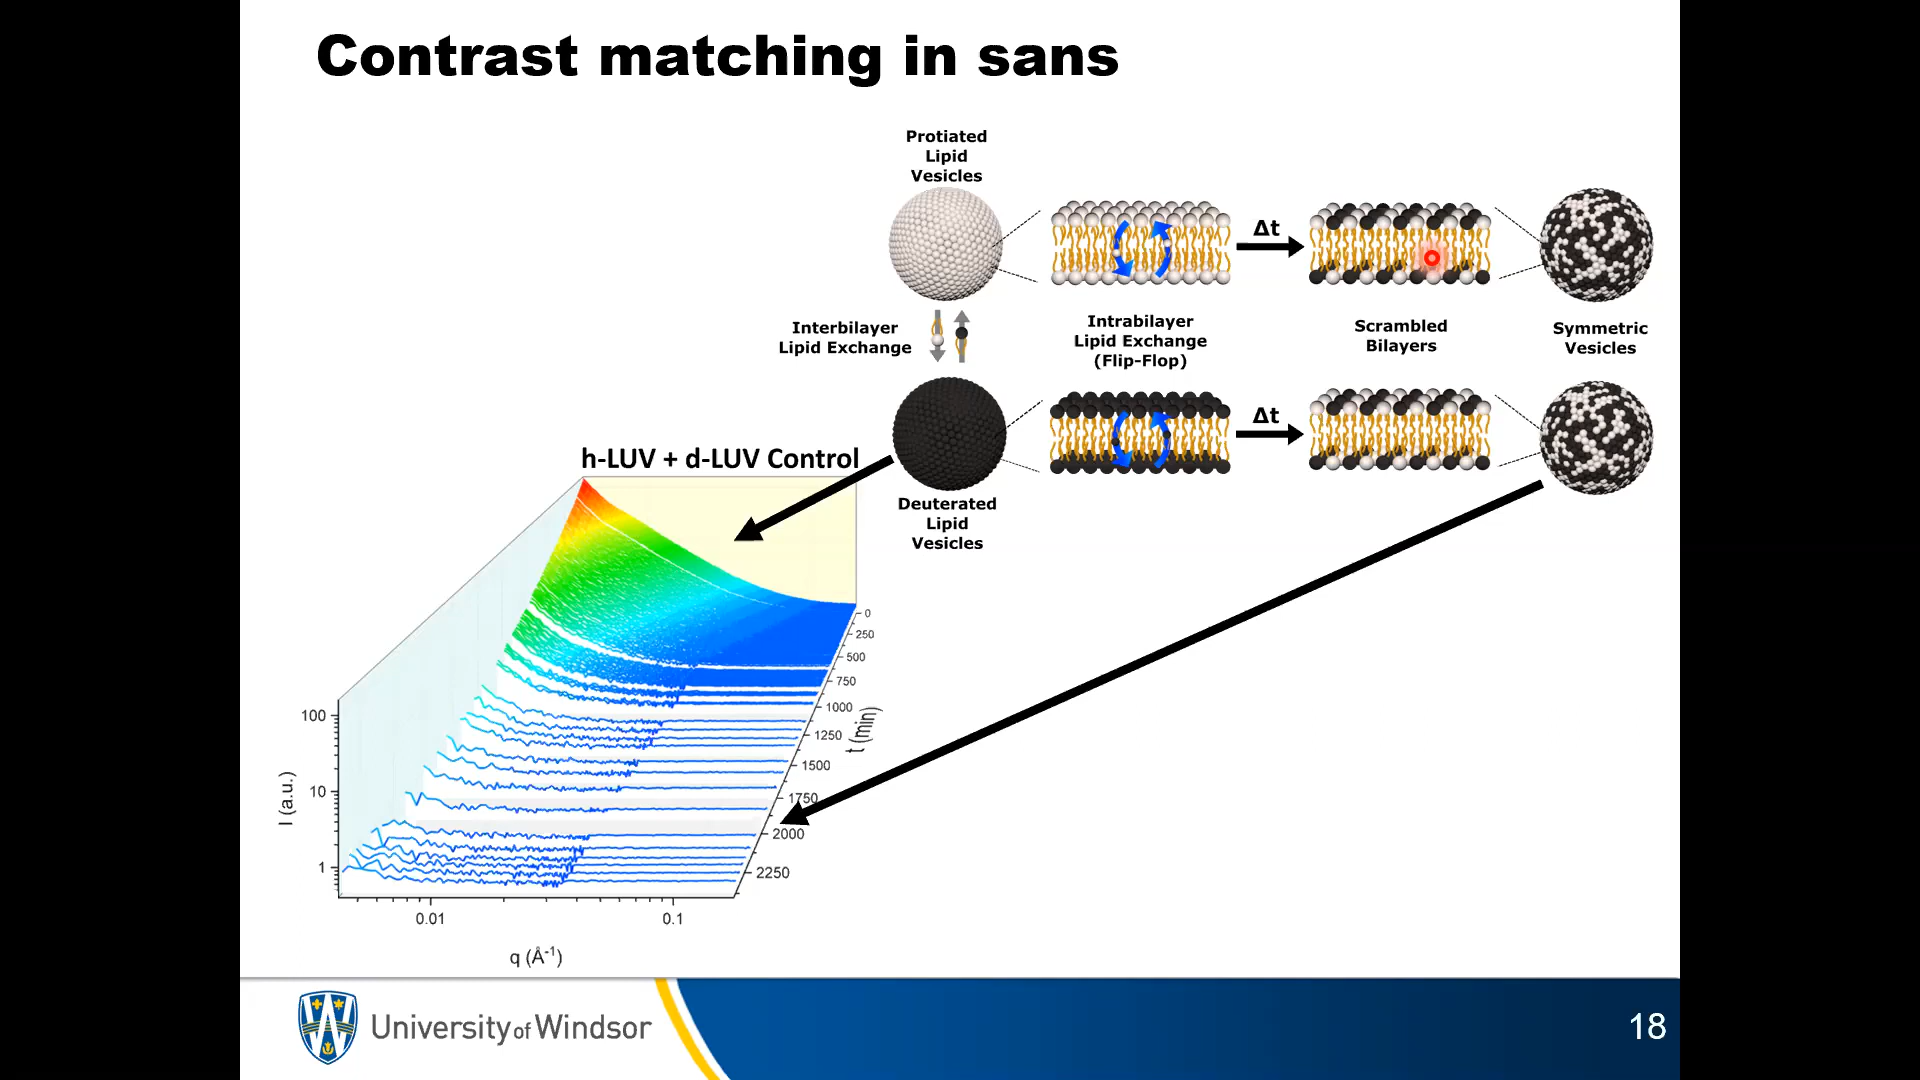 Contrast matching in sans
Protiated
Lipid
Vesicles
Δt
Interbilayer
Lipid Exchange
Intrabilayer
Lipid Exchange
(Flip-Flop)
Scrambled
Bilayers
Symmetric
Vesicles
Δt
Deuterated
Lipid
Vesicles
h-LUV + d-LUV Control
0
250
500
750
1000
1250
1500
1750
2000
2250
t (min)
100
10
1
I (a.u.)
0.01 0.1
q (Å⁻¹)
University of Windsor
18